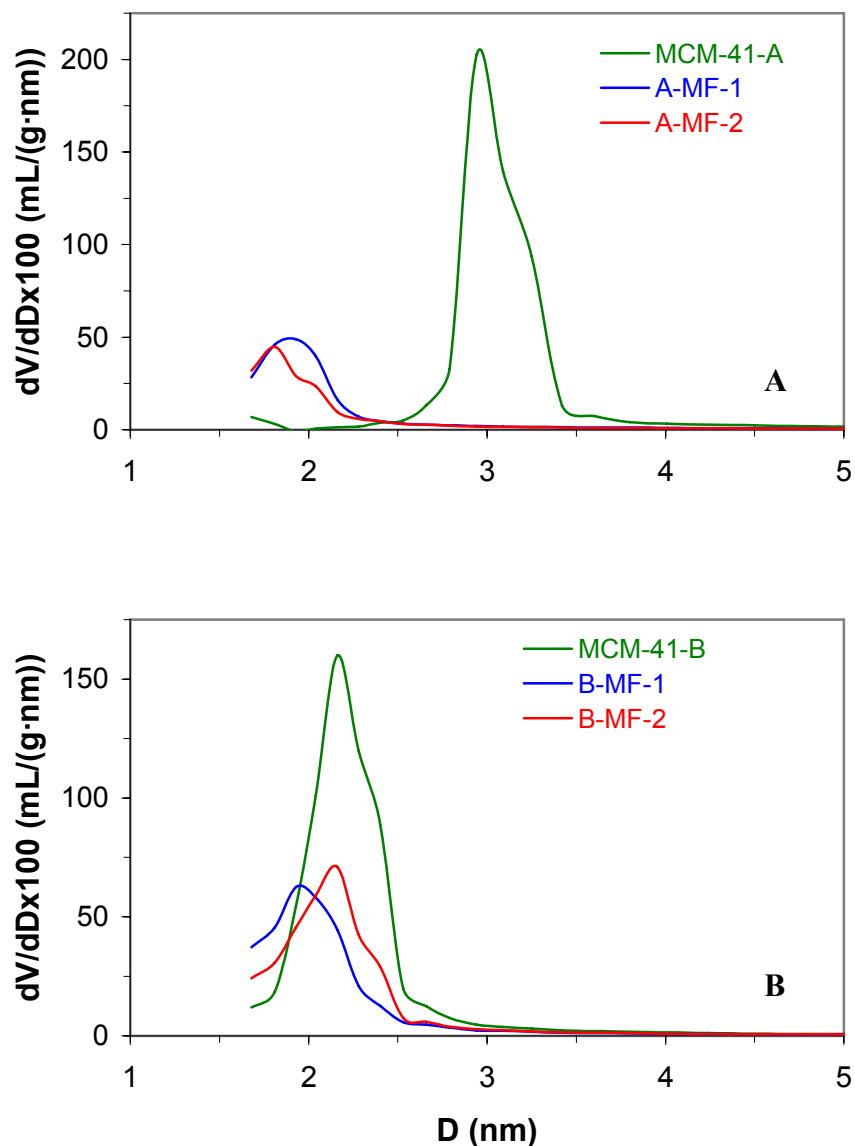 dV/dDx100 (mL/(g·nm))
200
150
100
50
0
MCM-41-A
A-MF-1
A-MF-2
A
1 2 3 4 5
dV/dDx100 (mL/(g·nm))
150
100
50
0
MCM-41-B
B-MF-1
B-MF-2
B
1 2 3 4 5
D (nm)